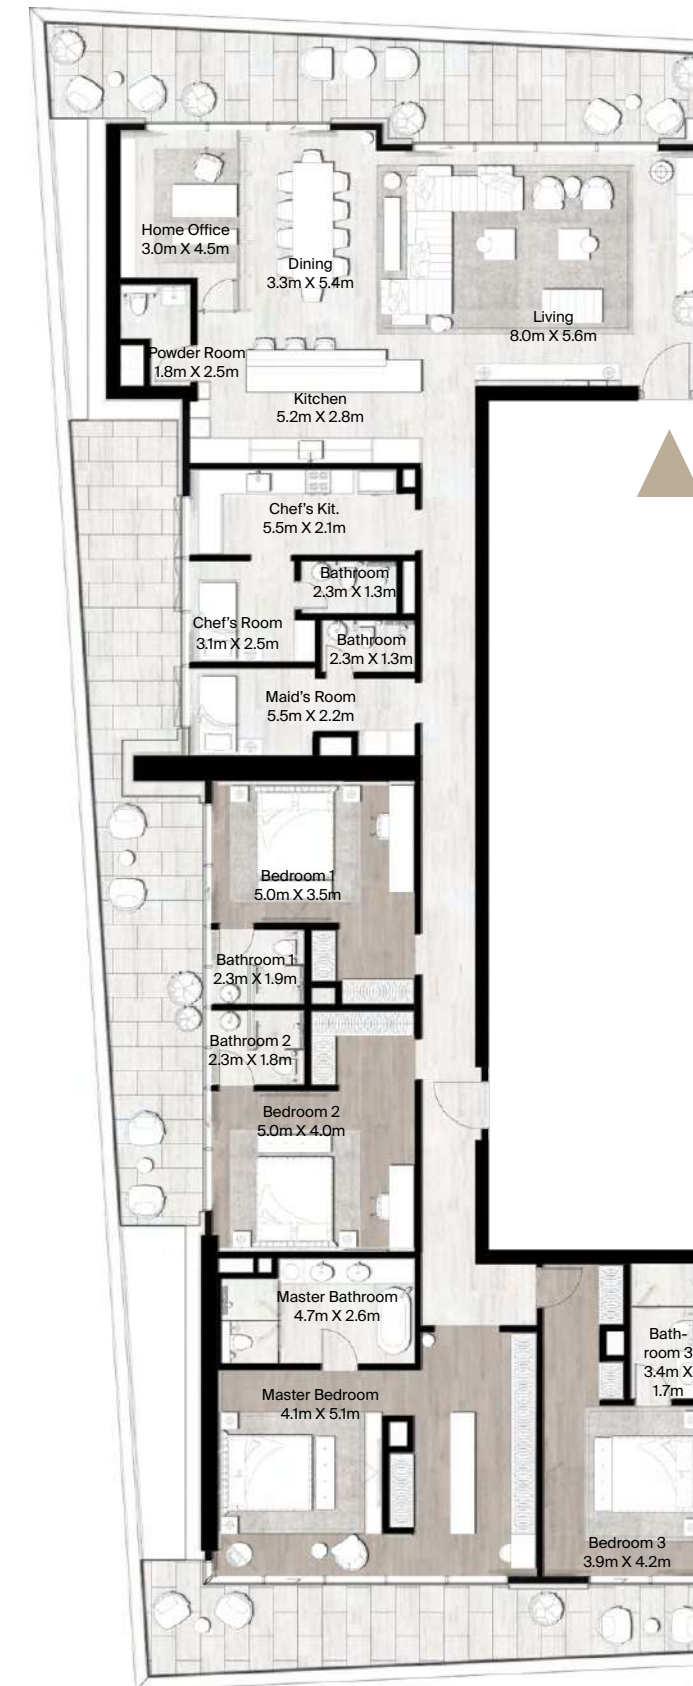 Home Office
3.0m X 4.5m
Dining
3.3m X 5.4m
Living
8.0m X 5.6m
Powder Room
1.8m X 2.5m
Kitchen
5.2m X 2.8m
Chef's Kit.
5.5m X 2.1m
Bathroom
2.3m X 1.3m
Chef's Room
3.1m X 2.5m
Bathroom
2.3m X 1.3m
Maid's Room
5.5m X 2.2m
Bedroom 1
5.0m X 3.5m
Bathroom 1
2.3m X 1.9m
Bathroom 2
2.3m X 1.8m
Bedroom 2
5.0m X 4.0m
Master Bathroom
4.7m X 2.6m
Bath-
room 3
3.4m X
1.7m
Master Bedroom
4.1m X 5.1m
Bedroom 3
3.9m X 4.2m